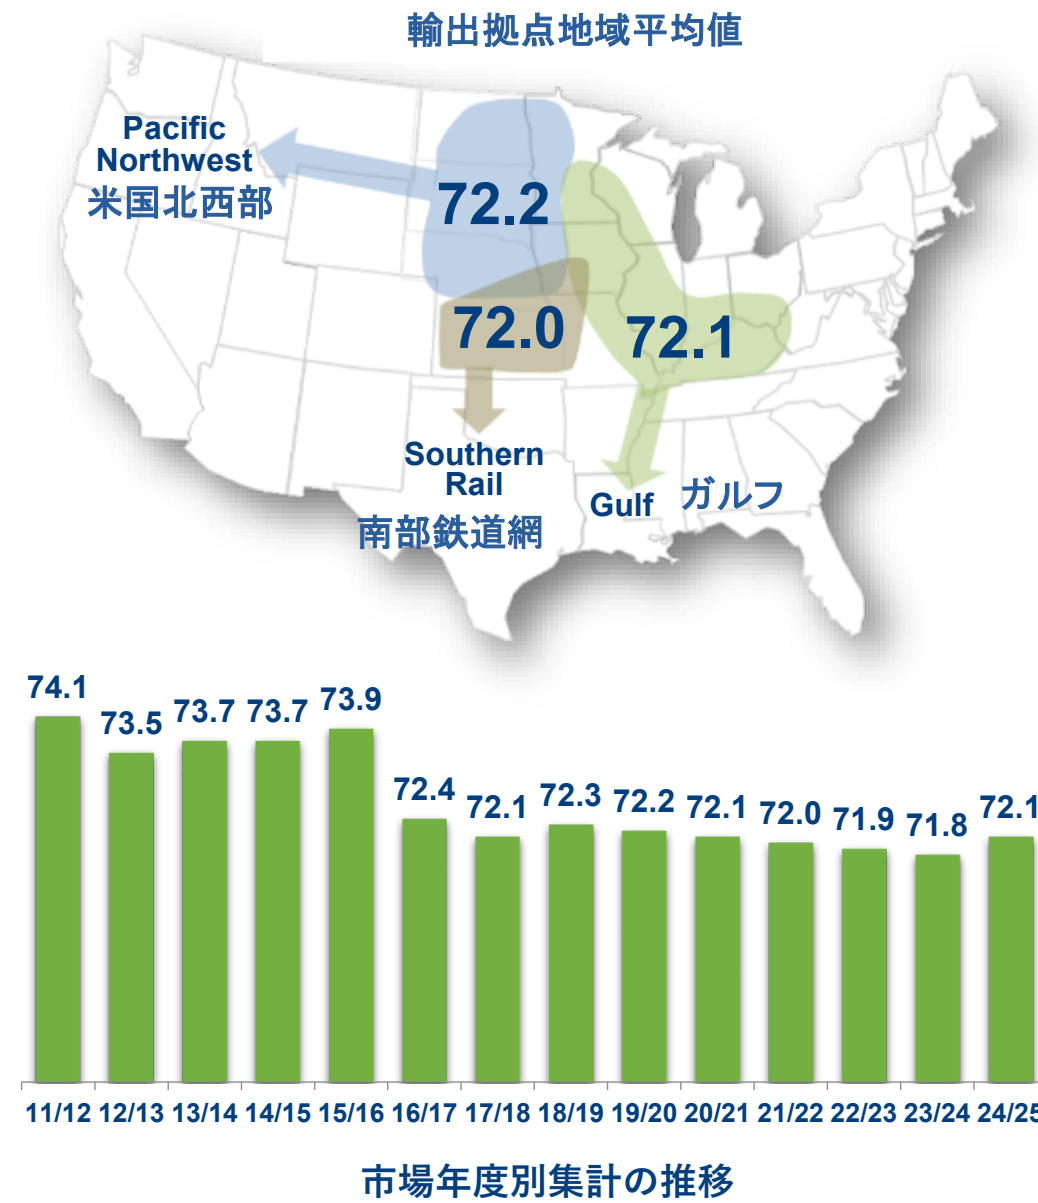 輸出拠点地域平均値
Pacific
Northwest
米国北西部
72.2
72.0
72.1
Southern
Rail
南部鉄道網
Gulf
ガルフ
74.1 73.5 73.7 73.7 73.9 72.4 72.1 72.3 72.2 72.1 72.0 71.9 71.8 72.1
11/12 12/13 13/14 14/15 15/16 16/17 17/18 18/19 19/20 20/21 21/22 22/23 23/24 24/25
市場年度別集計の推移